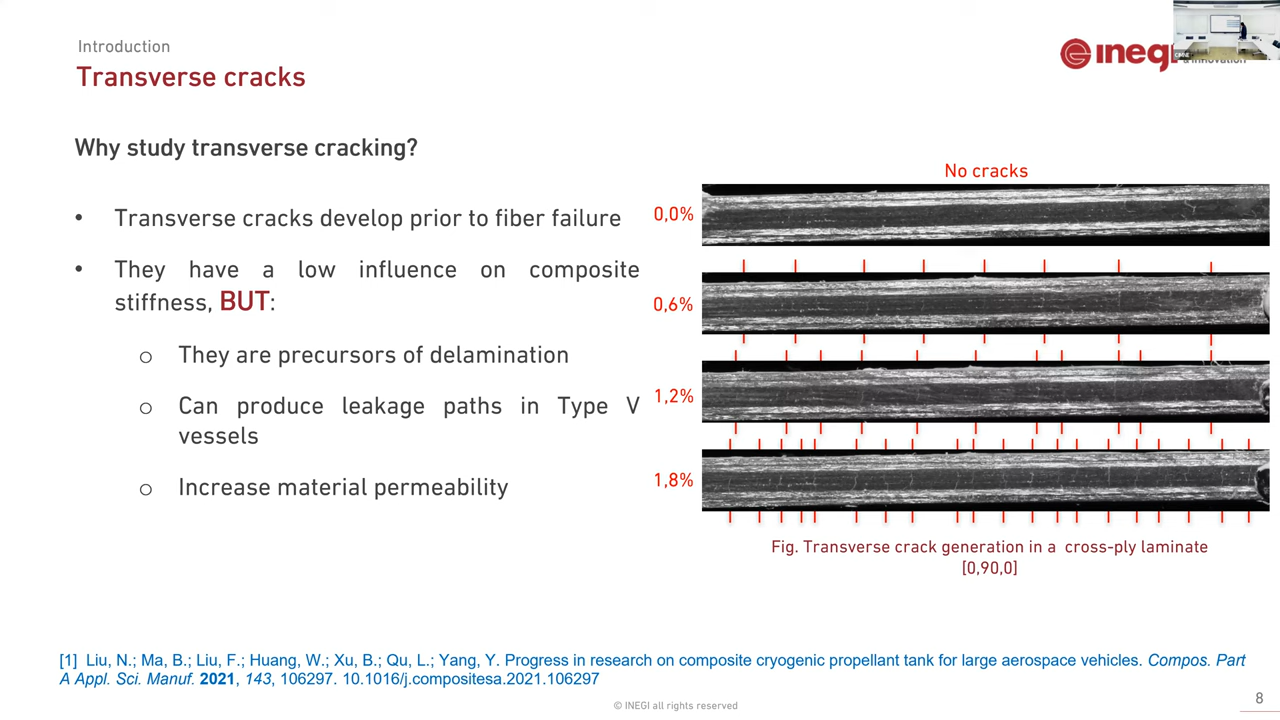 Introduction
Transverse cracks
inegi
& innovation
Why study transverse cracking?
• Transverse cracks develop prior to fiber failure
• They have a low influence on composite
stiffness, BUT:
o They are precursors of delamination
o Can produce leakage paths in Type V
vessels
o Increase material permeability
No cracks
0,0%
0,6%
1,2%
1,8%
Fig. Transverse crack generation in a cross-ply laminate
[0,90,0]
[1] Liu, N.; Ma, B.; Liu, F.; Huang, W.; Xu, B.; Qu, L.; Yang, Y. Progress in research on composite cryogenic propellant tank for large aerospace vehicles. Compos. Part
A Appl. Sci. Manuf. 2021, 143, 106297. 10.1016/j.compositesa.2021.106297
© INEGI all rights reserved
8